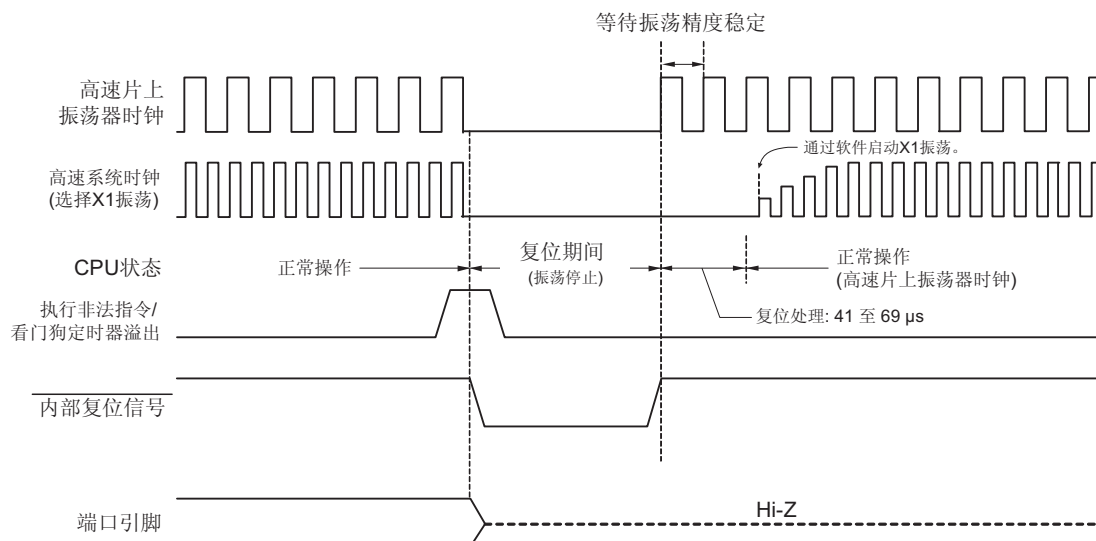 等待振荡精度稳定
高速片上
振荡器时钟
通过软件启动X1振荡。
高速系统时钟
(选择X1振荡)
CPU状态
正常操作
复位期间
(振荡停止)
正常操作
(高速片上振荡器时钟)
执行非法指令/
看门狗定时器溢出
复位处理: 41 至 69 µs
内部复位信号
端口引脚
Hi-Z